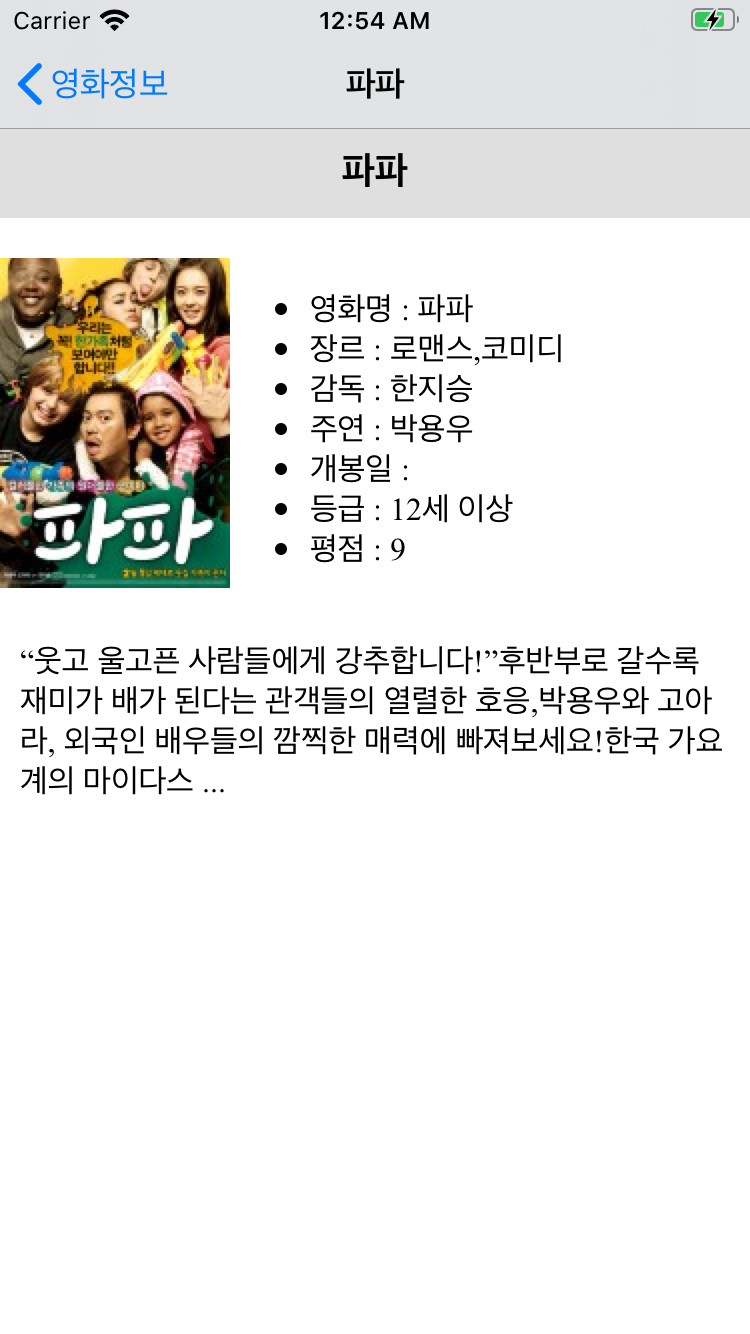 Carrier 12:54 AM
영화정보 파파
파파
우리는
꼭! 한가족처럼
보여야만
합니다!!
파파
• 영화명 : 파파
• 장르 : 로맨스,코미디
• 감독 : 한지승
• 주연 : 박용우
• 개봉일 :
• 등급 : 12세 이상
• 평점 : 9
“웃고 울고픈 사람들에게 강추합니다!”후반부로 갈수록
재미가 배가 된다는 관객들의 열렬한 호응,박용우와 고아
라, 외국인 배우들의 깜찍한 매력에 빠져보세요!한국 가요
계의 마이다스 ...